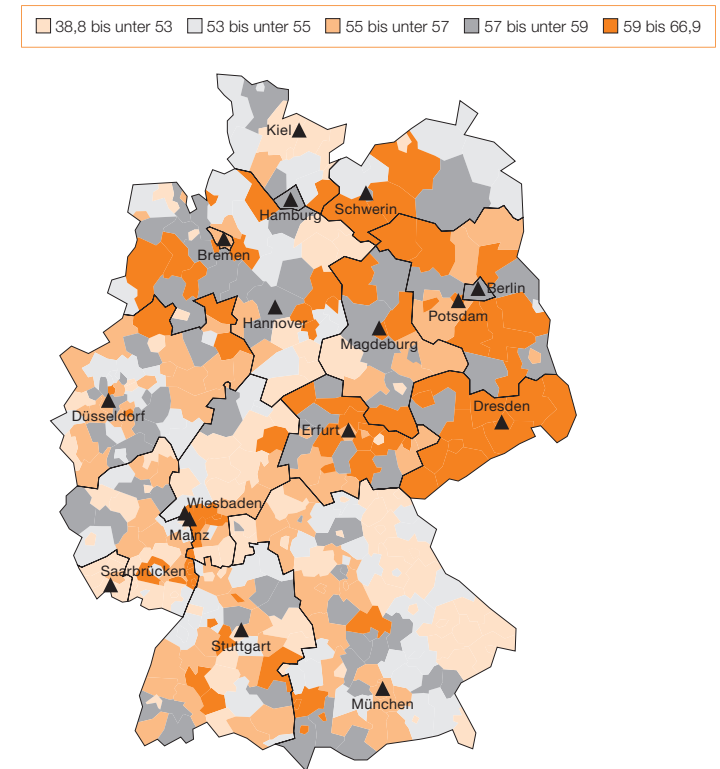 38,8 bis unter 53 53 bis unter 55 55 bis unter 57 57 bis unter 59 59 bis 66,9
Kiel
Hamburg
Schwerin
Bremen
Berlin
Potsdam
Hannover
Magdeburg
Düsseldorf
Dresden
Erfurt
Wiesbaden
Mainz
Saarbrücken
Stuttgart
München